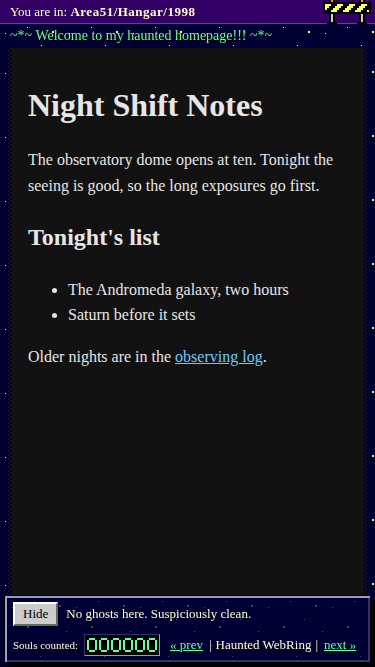 You are in: Area51/Hangar/1998
~*~ Welcome to my haunted homepage!!! ~*~
Night Shift Notes
The observatory dome opens at ten. Tonight the
seeing is good, so the long exposures go first.
Tonight's list
• The Andromeda galaxy, two hours
• Saturn before it sets
Older nights are in the observing log.
Hide No ghosts here. Suspiciously clean.
Souls counted: 000000 « prev | Haunted WebRing | next »